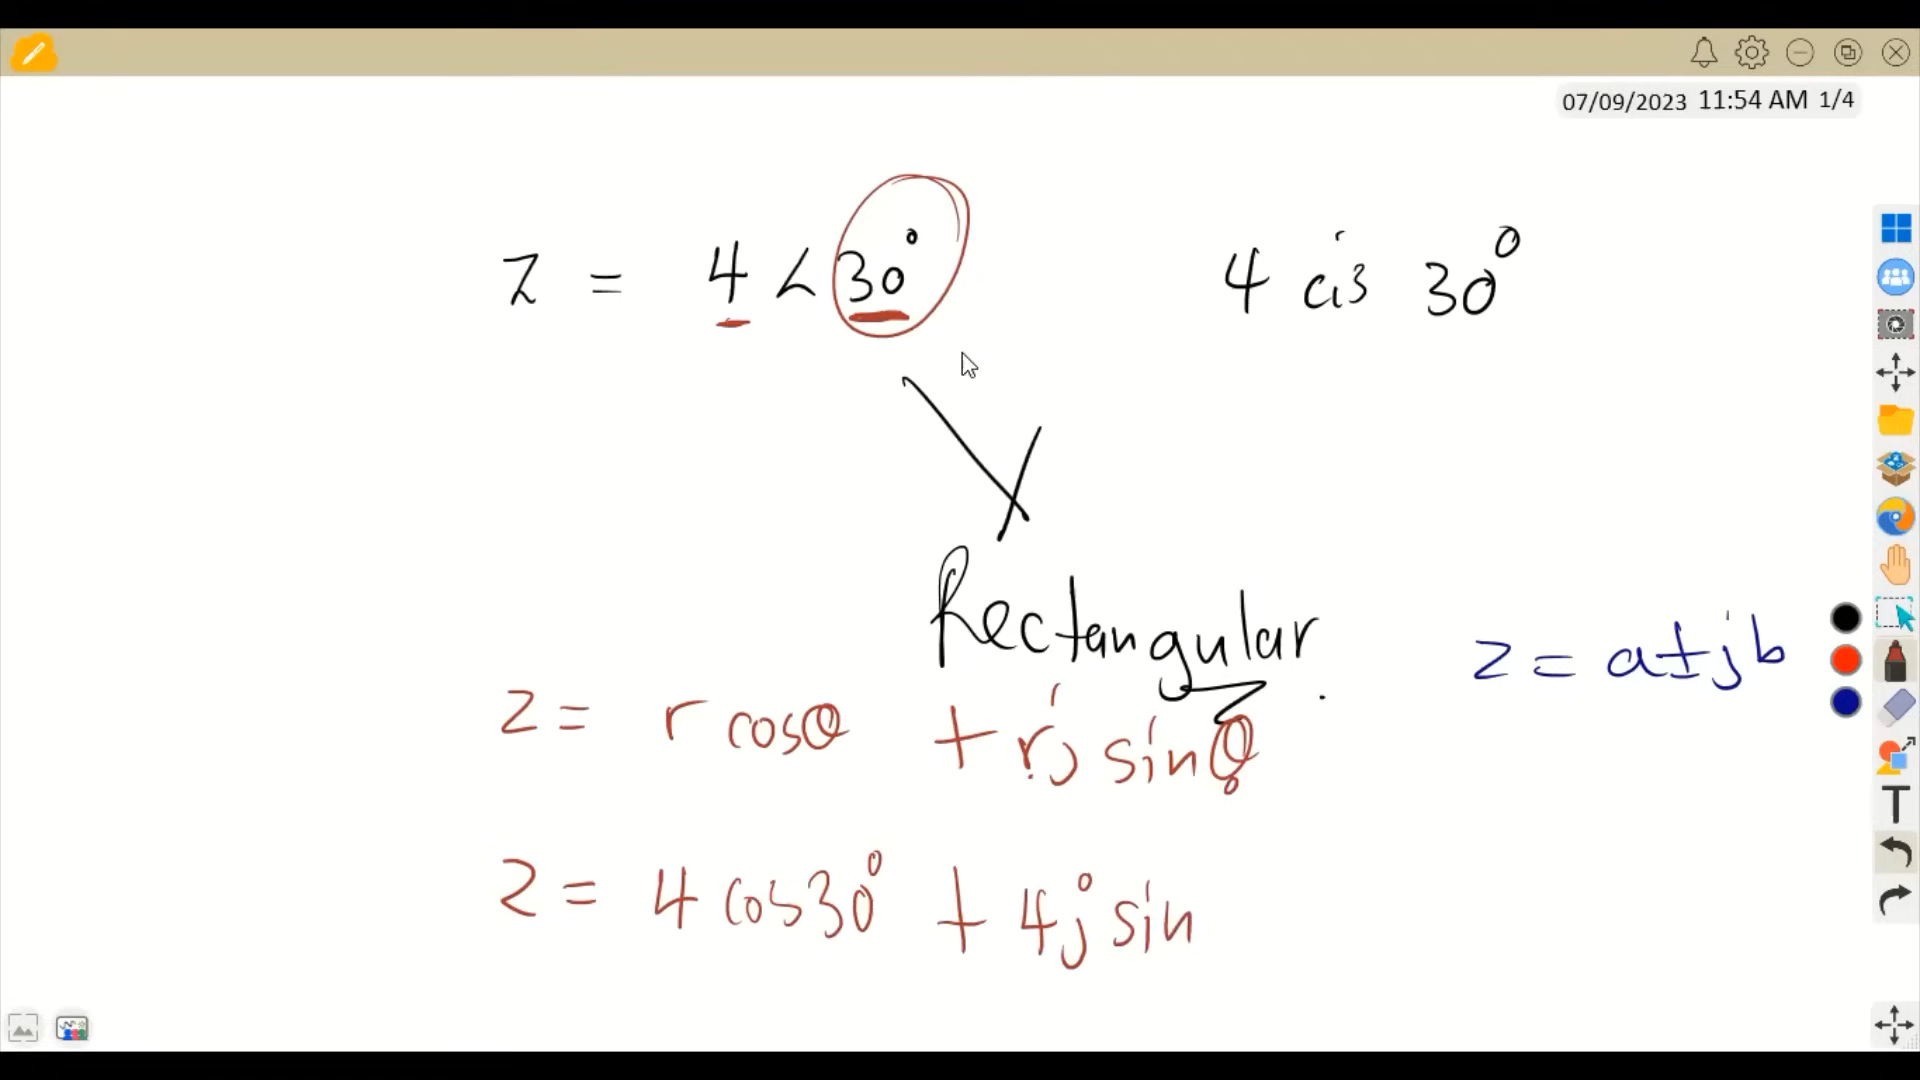 07/09/2023 11:54 AM 1/4
Z = 4 ∠ 30° 4 cis 30°
Rectangular.
z = a ± jb
z = r cosθ + rj sinθ
z = 4 cos30° + 4j sin
T